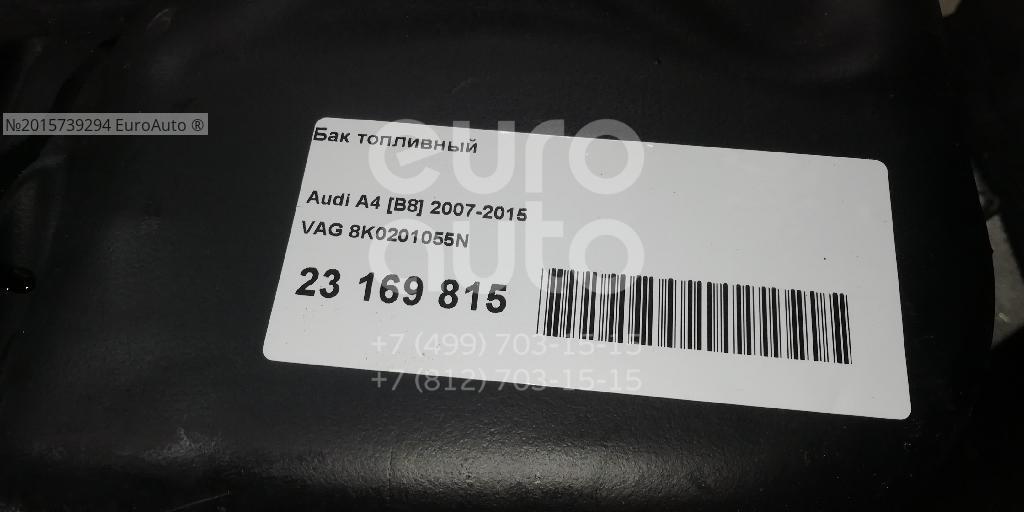 №2015739294 EuroAuto ®
Бак топливный
euro
auto
Audi A4 [B8] 2007-2015
VAG 8K0201055N
23 169 815
+7 (499) 703-15-15
+7 (812) 703-15-15